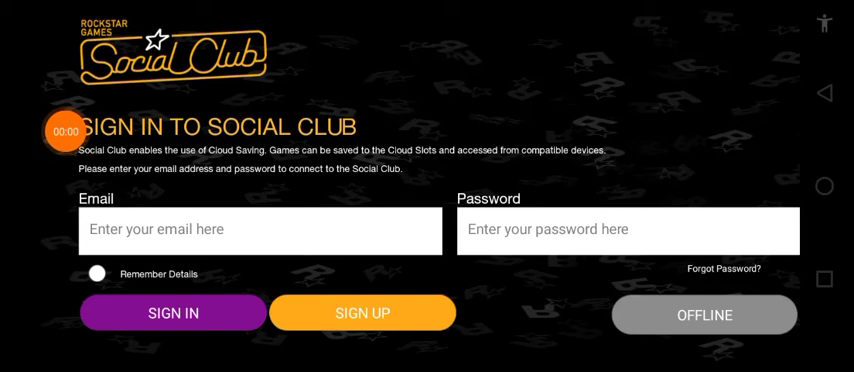 ROCKSTAR
GAMES
Social Club
00:00
SIGN IN TO SOCIAL CLUB
Social Club enables the use of Cloud Saving. Games can be saved to the Cloud Slots and accessed from compatible devices.
Please enter your email address and password to connect to the Social Club.
Email
Password
Enter your email here
Enter your password here
Remember Details
Forgot Password?
SIGN IN
SIGN UP
OFFLINE